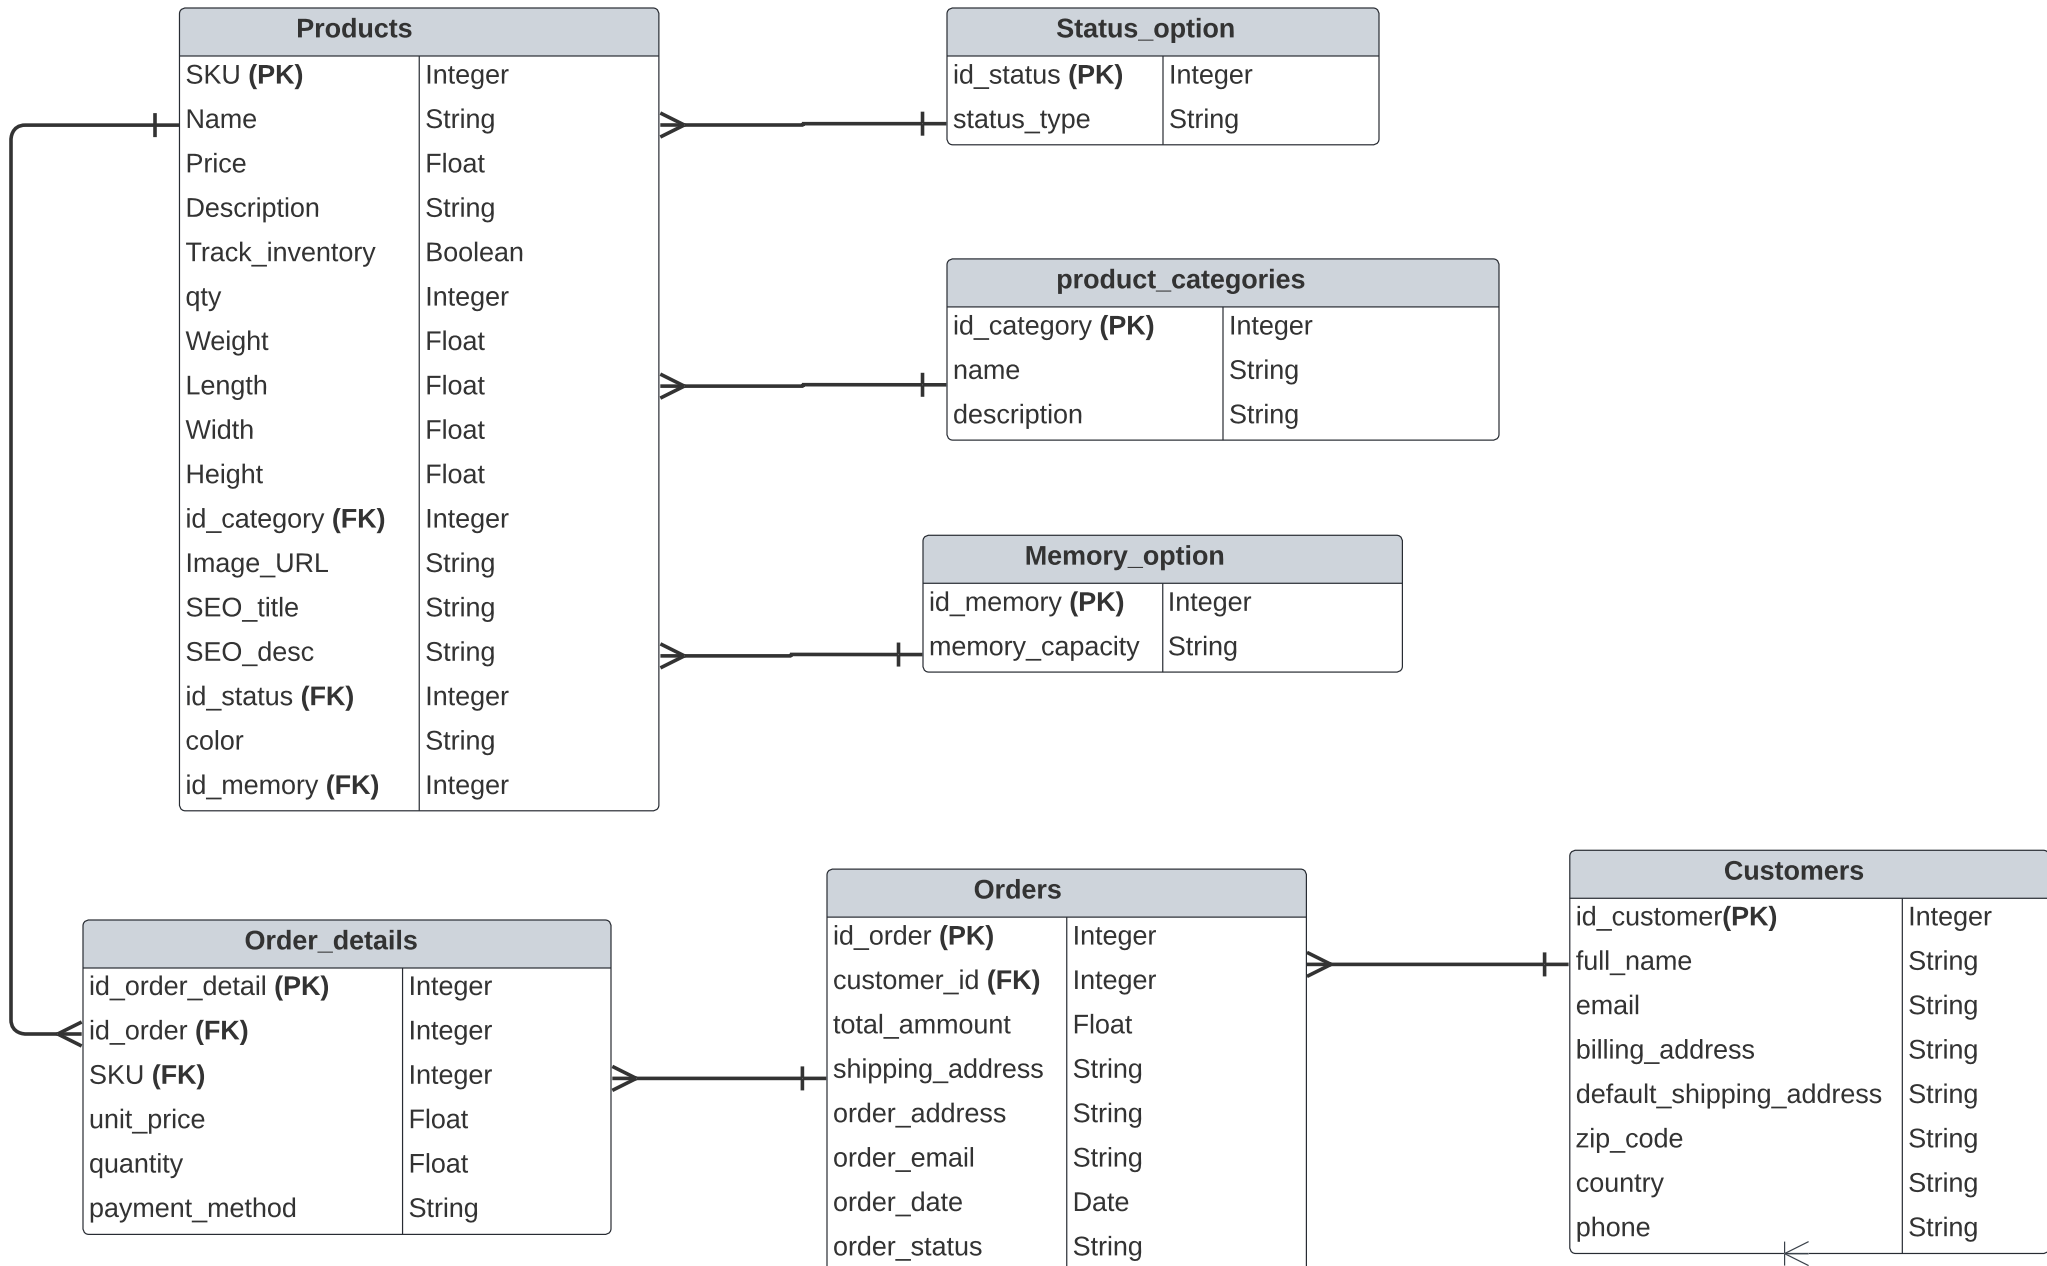 Products
SKU (PK) Integer
Name String
Price Float
Description String
Track_inventory Boolean
qty Integer
Weight Float
Length Float
Width Float
Height Float
id_category (FK) Integer
Image_URL String
SEO_title String
SEO_desc String
id_status (FK) Integer
color String
id_memory (FK) Integer
Status_option
id_status (PK) Integer
status_type String
product_categories
id_category (PK) Integer
name String
description String
Memory_option
id_memory (PK) Integer
memory_capacity String
Order_details
id_order_detail (PK) Integer
id_order (FK) Integer
SKU (FK) Integer
unit_price Float
quantity Float
payment_method String
Orders
id_order (PK) Integer
customer_id (FK) Integer
total_ammount Float
shipping_address String
order_address String
order_email String
order_date Date
order_status String
Customers
id_customer(PK) Integer
full_name String
email String
billing_address String
default_shipping_address String
zip_code String
country String
phone String